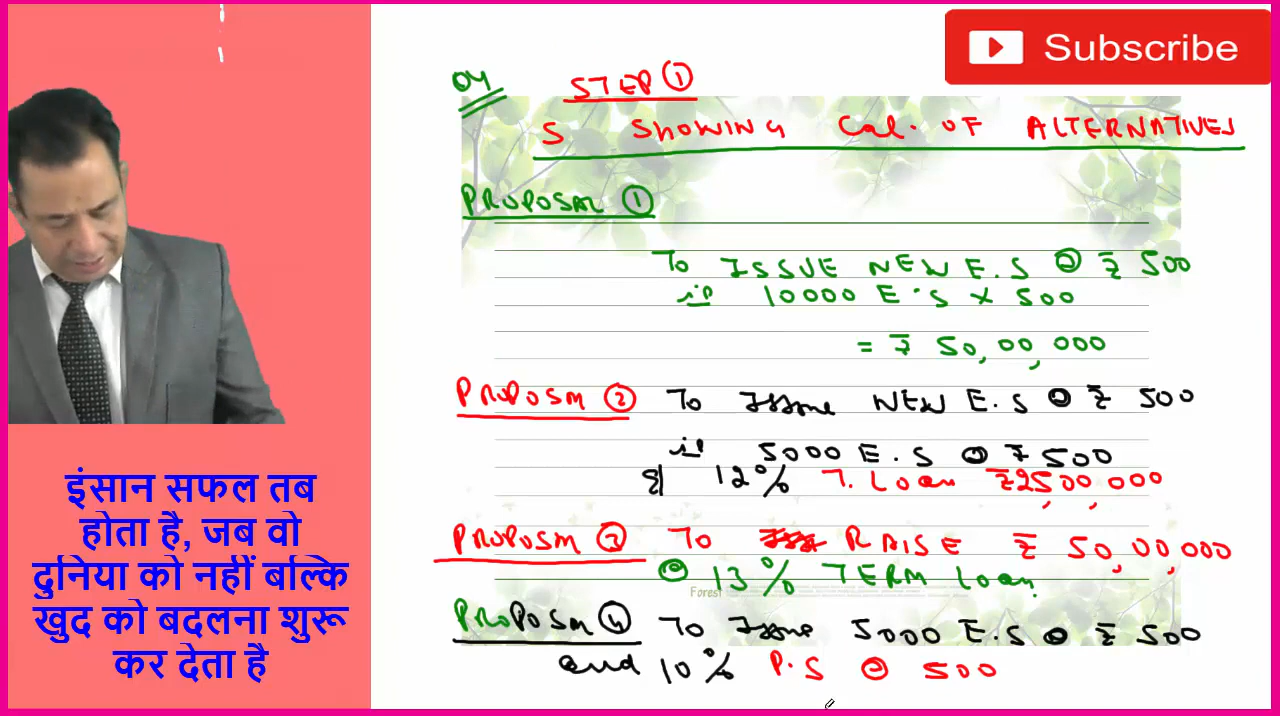 Subscribe
04 STEP ①
S SHOWING Cal. OF ALTERNATIVES
PROPOSAL ①
To ISSUE NEW E.S @ ₹ 500
ie 10000 E.S × 500
= ₹ 50,00,000
PROPOSAL ② To Issue NEW E.S @ ₹ 500
ie 5000 E.S @ ₹ 500
& 12% T. Loan ₹25,00,000
PROPOSAL ③ To RAISE ₹ 50,00,000
@ 13% TERM Loan.
Forest
PROPOSAL ④ To Issue 5000 E.S @ ₹ 500
and 10% P.S @ 500
इंसान सफल तब
होता है, जब वो
दुनिया को नहीं बल्कि
खुद को बदलना शुरू
कर देता है